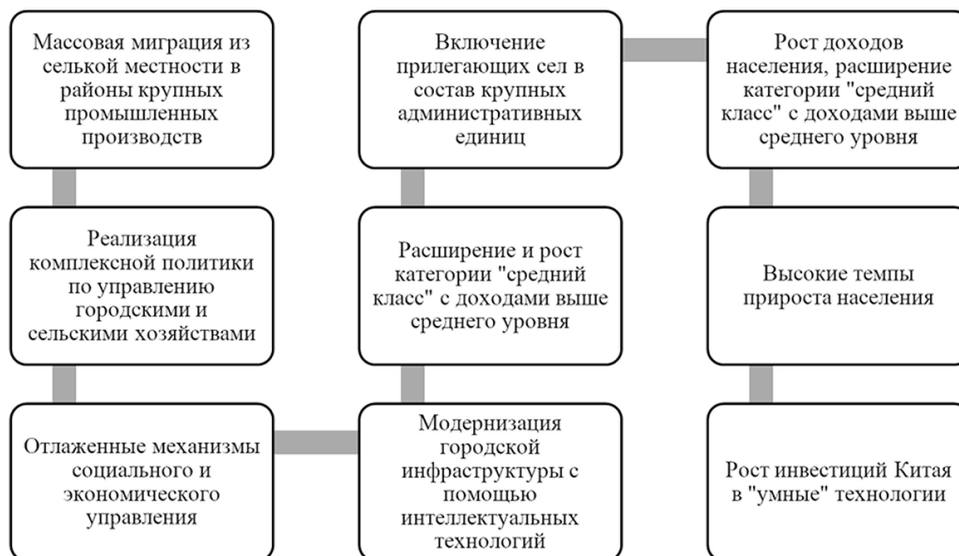 Массовая миграция из
селькой местности в
районы крупных
промышленных
производств
Реализация
комплексной политики
по управлению
городскими и
сельскими хозяйствами
Отлаженные механизмы
социального и
экономического
управления
Модернизация
городской
инфраструктуры с
помощью
интеллектуальных
технологий
Расширение и рост
категории "средний
класс" с доходами выше
среднего уровня
Включение
прилегающих сел в
состав крупных
административных
единиц
Рост доходов
населения, расширение
категории "средний
класс" с доходами выше
среднего уровня
Высокие темпы
прироста населения
Рост инвестиций Китая
в "умные" технологии